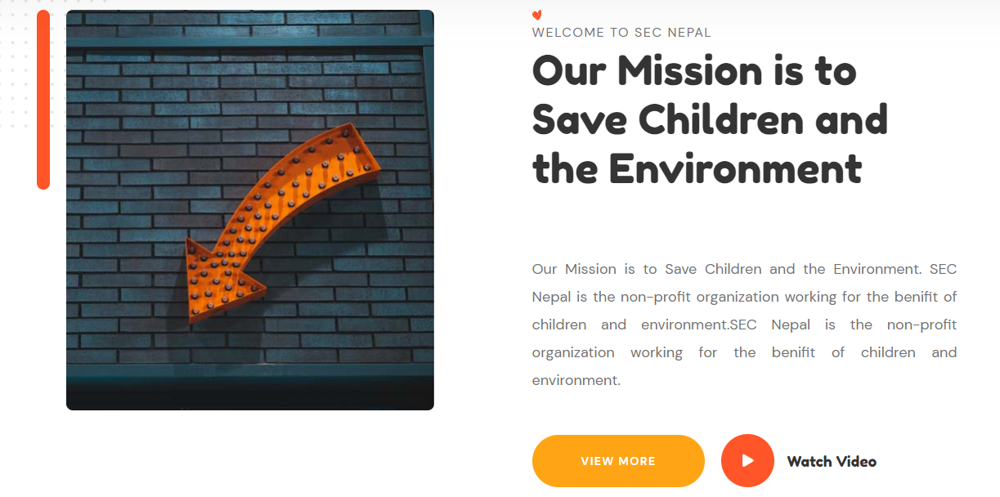 WELCOME TO SEC NEPAL
Our Mission is to
Save Children and
the Environment
Our Mission is to Save Children and the Environment. SEC
Nepal is the non-profit organization working for the benifit of
children and environment.SEC Nepal is the non-profit
organization working for the benifit of children and
environment.
VIEW MORE
Watch Video